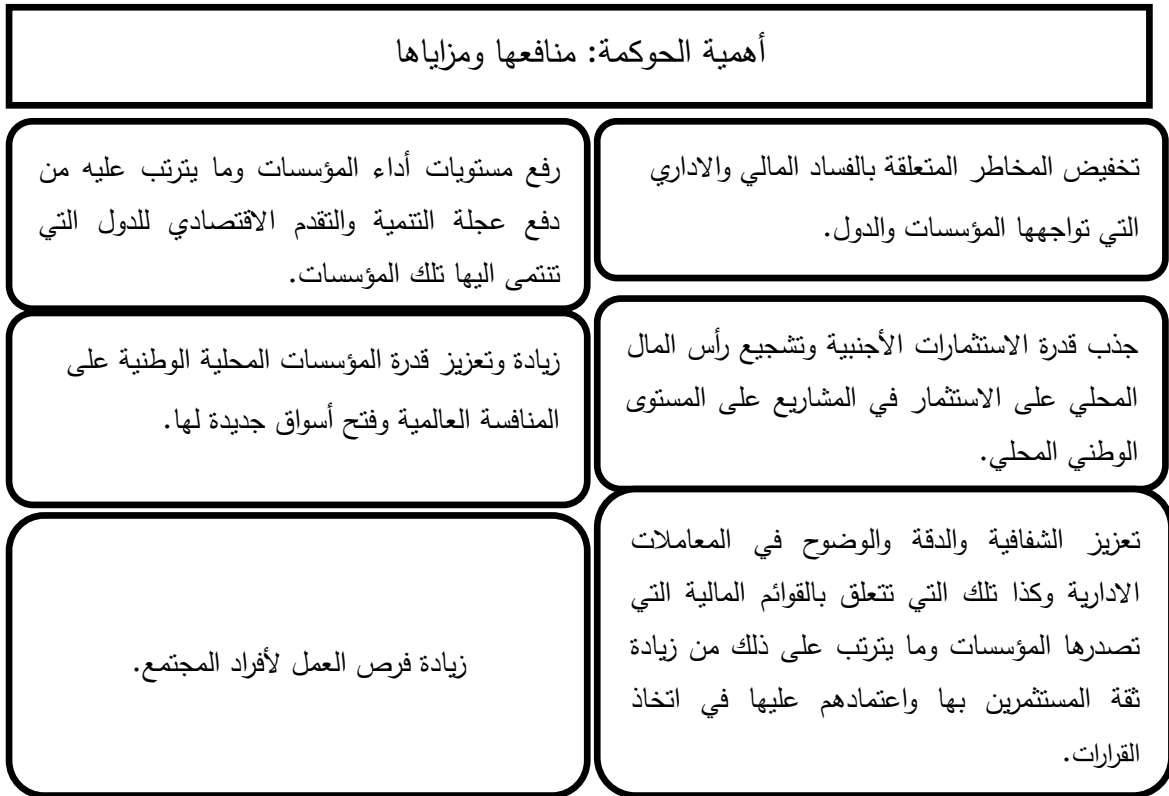 أهمية الحوكمة: منافعها ومزاياها
تخفيض المخاطر المتعلقة بالفساد المالي والاداري
التي تواجهها المؤسسات والدول.
رفع مستويات أداء المؤسسات وما يترتب عليه من
دفع عجلة التنمية والتقدم الاقتصادي للدول التي
تنتمى اليها تلك المؤسسات.
جذب قدرة الاستثمارات الأجنبية وتشجيع رأس المال
المحلي على الاستثمار في المشاريع على المستوى
الوطني المحلي.
زيادة وتعزيز قدرة المؤسسات المحلية الوطنية على
المنافسة العالمية وفتح أسواق جديدة لها.
تعزيز الشفافية والدقة والوضوح في المعاملات
الادارية وكذا تلك التي تتعلق بالقوائم المالية التي
تصدرها المؤسسات وما يترتب على ذلك من زيادة
ثقة المستثمرين بها واعتمادهم عليها في اتخاذ
القرارات.
زيادة فرص العمل لأفراد المجتمع.